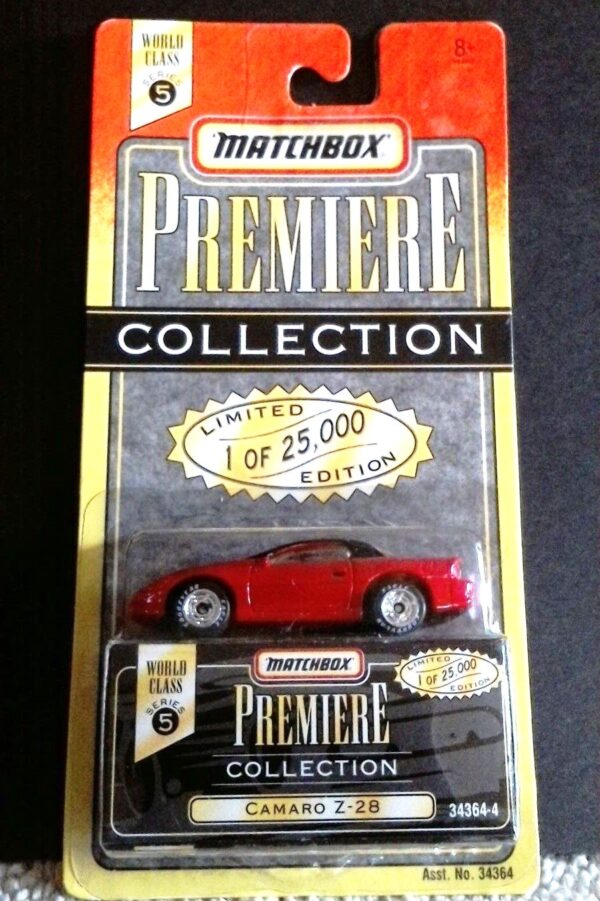 WORLD
CLASS
SERIES
5
8+
MATCHBOX
PREMIERE
COLLECTION
LIMITED
1 OF 25,000
EDITION
WORLD
CLASS
SERIES
5
MATCHBOX
LIMITED
1 OF 25,000
EDITION
PREMIERE
COLLECTION
CAMARO Z-28
34364-4
Asst. No. 34364